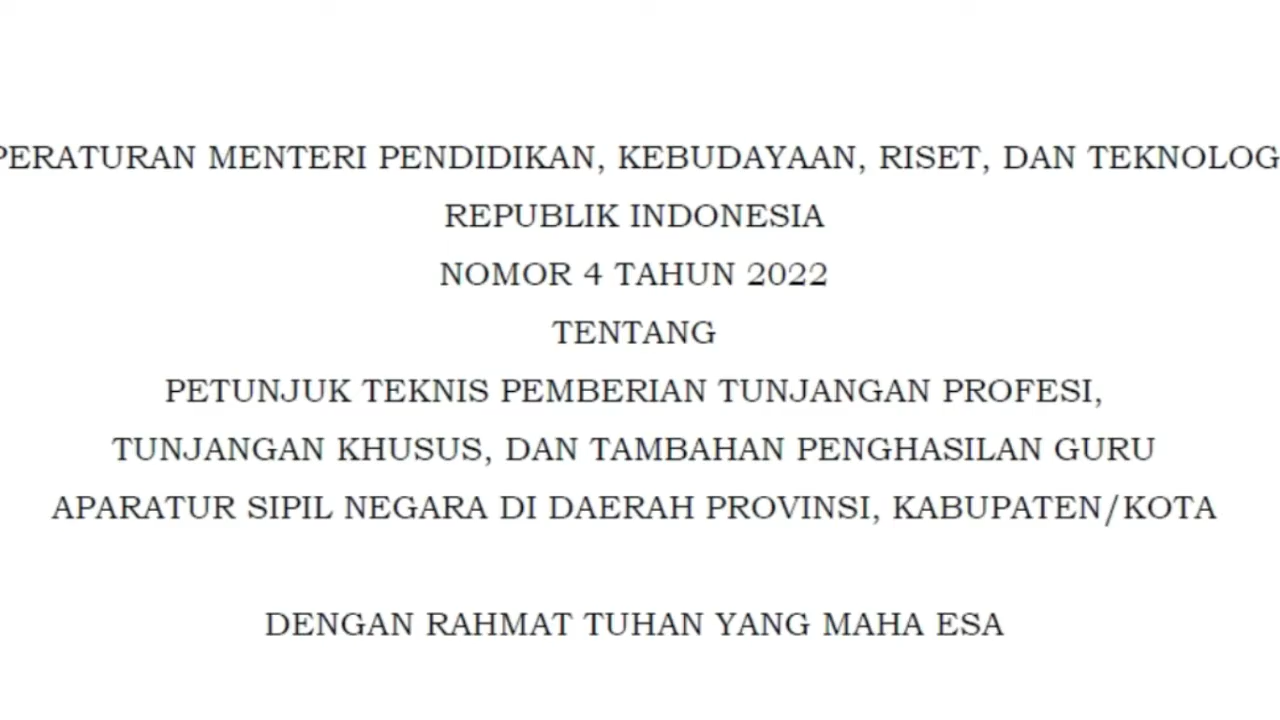 PERATURAN MENTERI PENDIDIKAN, KEBUDAYAAN, RISET, DAN TEKNOLOG
REPUBLIK INDONESIA
NOMOR 4 TAHUN 2022
TENTANG
PETUNJUK TEKNIS PEMBERIAN TUNJANGAN PROFESI,
TUNJANGAN KHUSUS, DAN TAMBAHAN PENGHASILAN GURU
APARATUR SIPIL NEGARA DI DAERAH PROVINSI, KABUPATEN/KOTA
DENGAN RAHMAT TUHAN YANG MAHA ESA